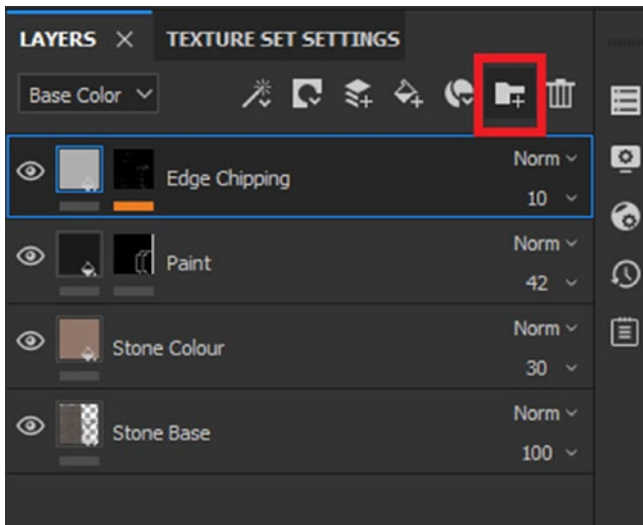 LAYERS × TEXTURE SET SETTINGS
Base Color
Edge Chipping Norm
10
Paint Norm
42
Stone Colour Norm
30
Stone Base Norm
100